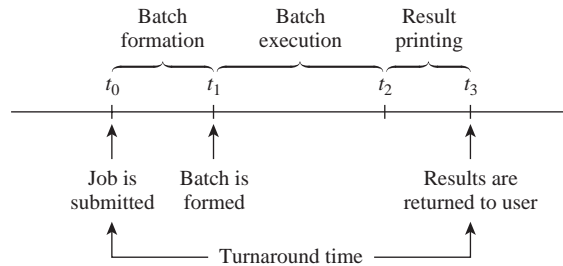 Batch
formation
Batch
execution
Result
printing
t0
t1
t2
t3
Job is
submitted
Batch is
formed
Results are
returned to user
Turnaround time